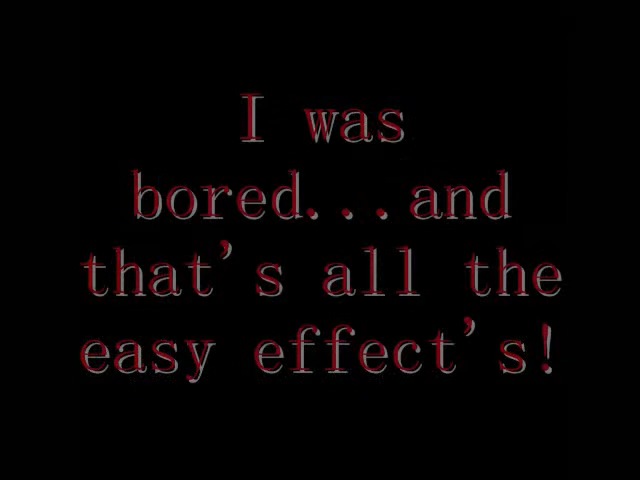 I was
bored...and
that's all the
easy effect's!